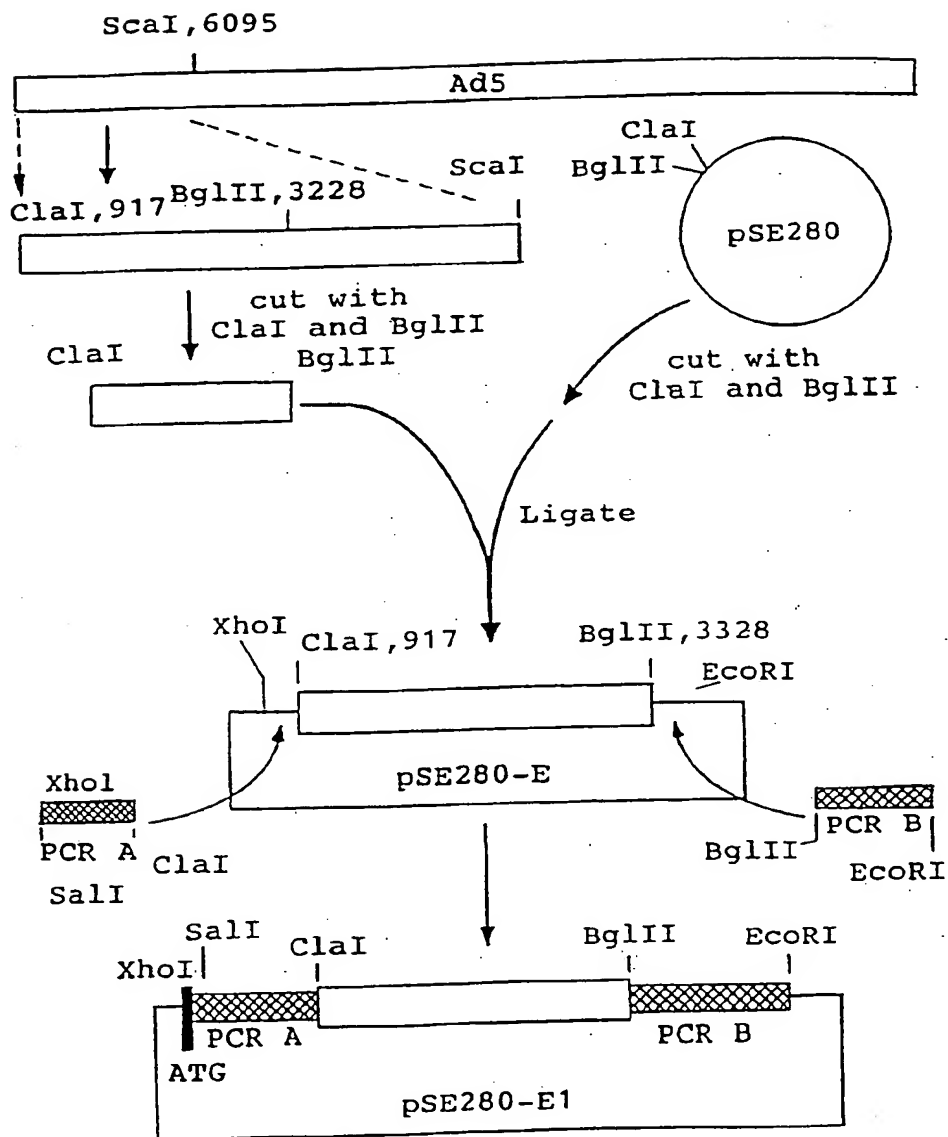 ScaI,6095
Ad5
ClaI
BglII
ScaI
ClaI,917
BglII,3228
pSE280
cut with
ClaI and BglII
ClaI
BglII
cut with
ClaI and BglII
Ligate
XhoI
ClaI,917
BglII,3328
EcoRI
pSE280-E
Xhol
PCR A
ClaI
SalI
PCR B
BglII
EcoRI
SalI
ClaI
BglII
EcoRI
XhoI
PCR A
PCR B
ATG
pSE280-E1